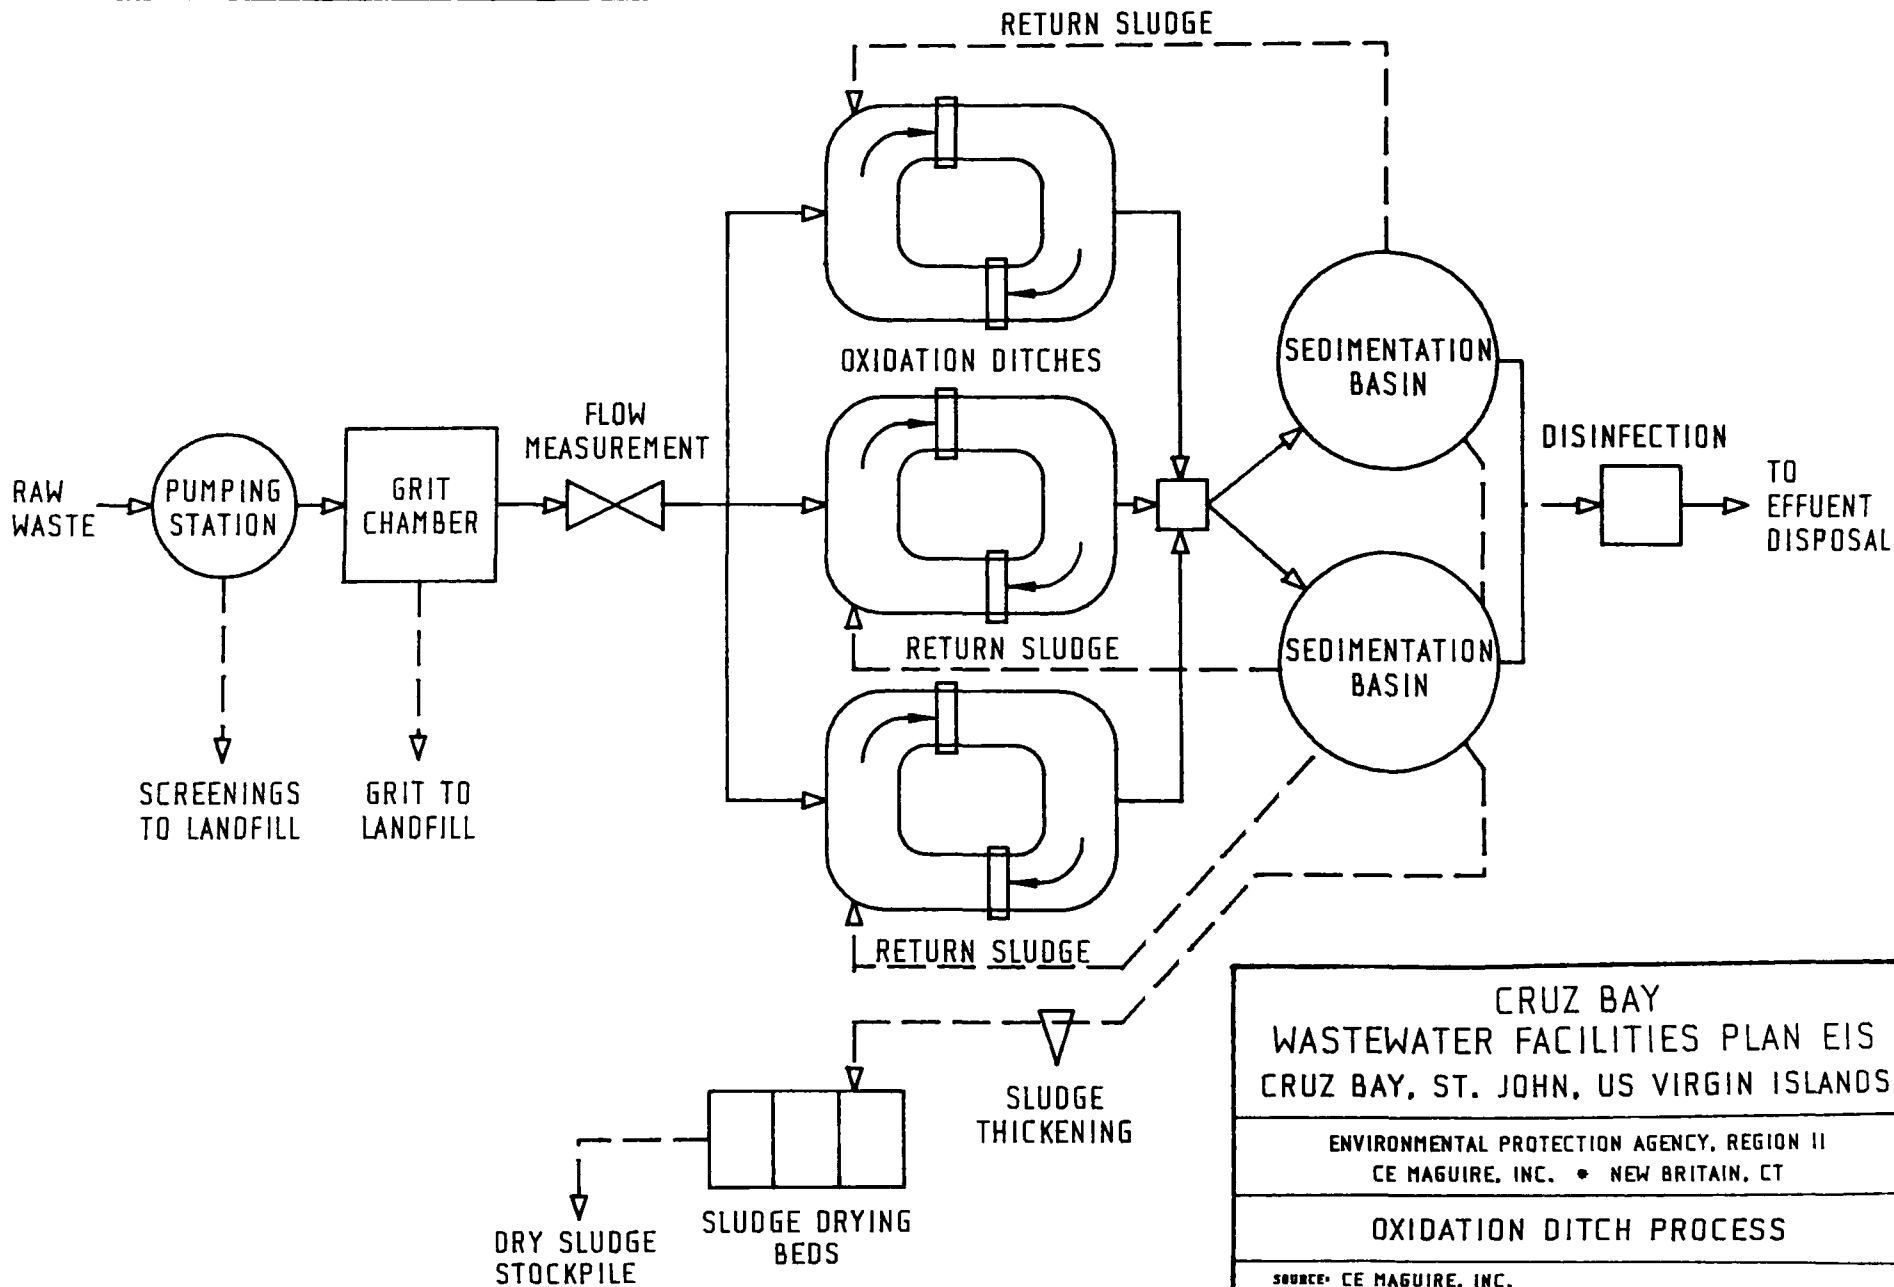 RETURN SLUDGE
OXIDATION DITCHES
SEDIMENTATION
BASIN
FLOW
MEASUREMENT
DISINFECTION
RAW
WASTE
PUMPING
STATION
GRIT
CHAMBER
TO
EFFUENT
DISPOSAL
RETURN SLUDGE
SEDIMENTATION
BASIN
SCREENINGS
TO LANDFILL
GRIT TO
LANDFILL
RETURN SLUDGE
SLUDGE
THICKENING
SLUDGE DRYING
BEDS
DRY SLUDGE
STOCKPILE
CRUZ BAY
WASTEWATER FACILITIES PLAN EIS
CRUZ BAY, ST. JOHN, US VIRGIN ISLANDS
ENVIRONMENTAL PROTECTION AGENCY, REGION II
CE MAGUIRE, INC. • NEW BRITAIN, CT
OXIDATION DITCH PROCESS
SOURCE: CE MAGUIRE, INC.